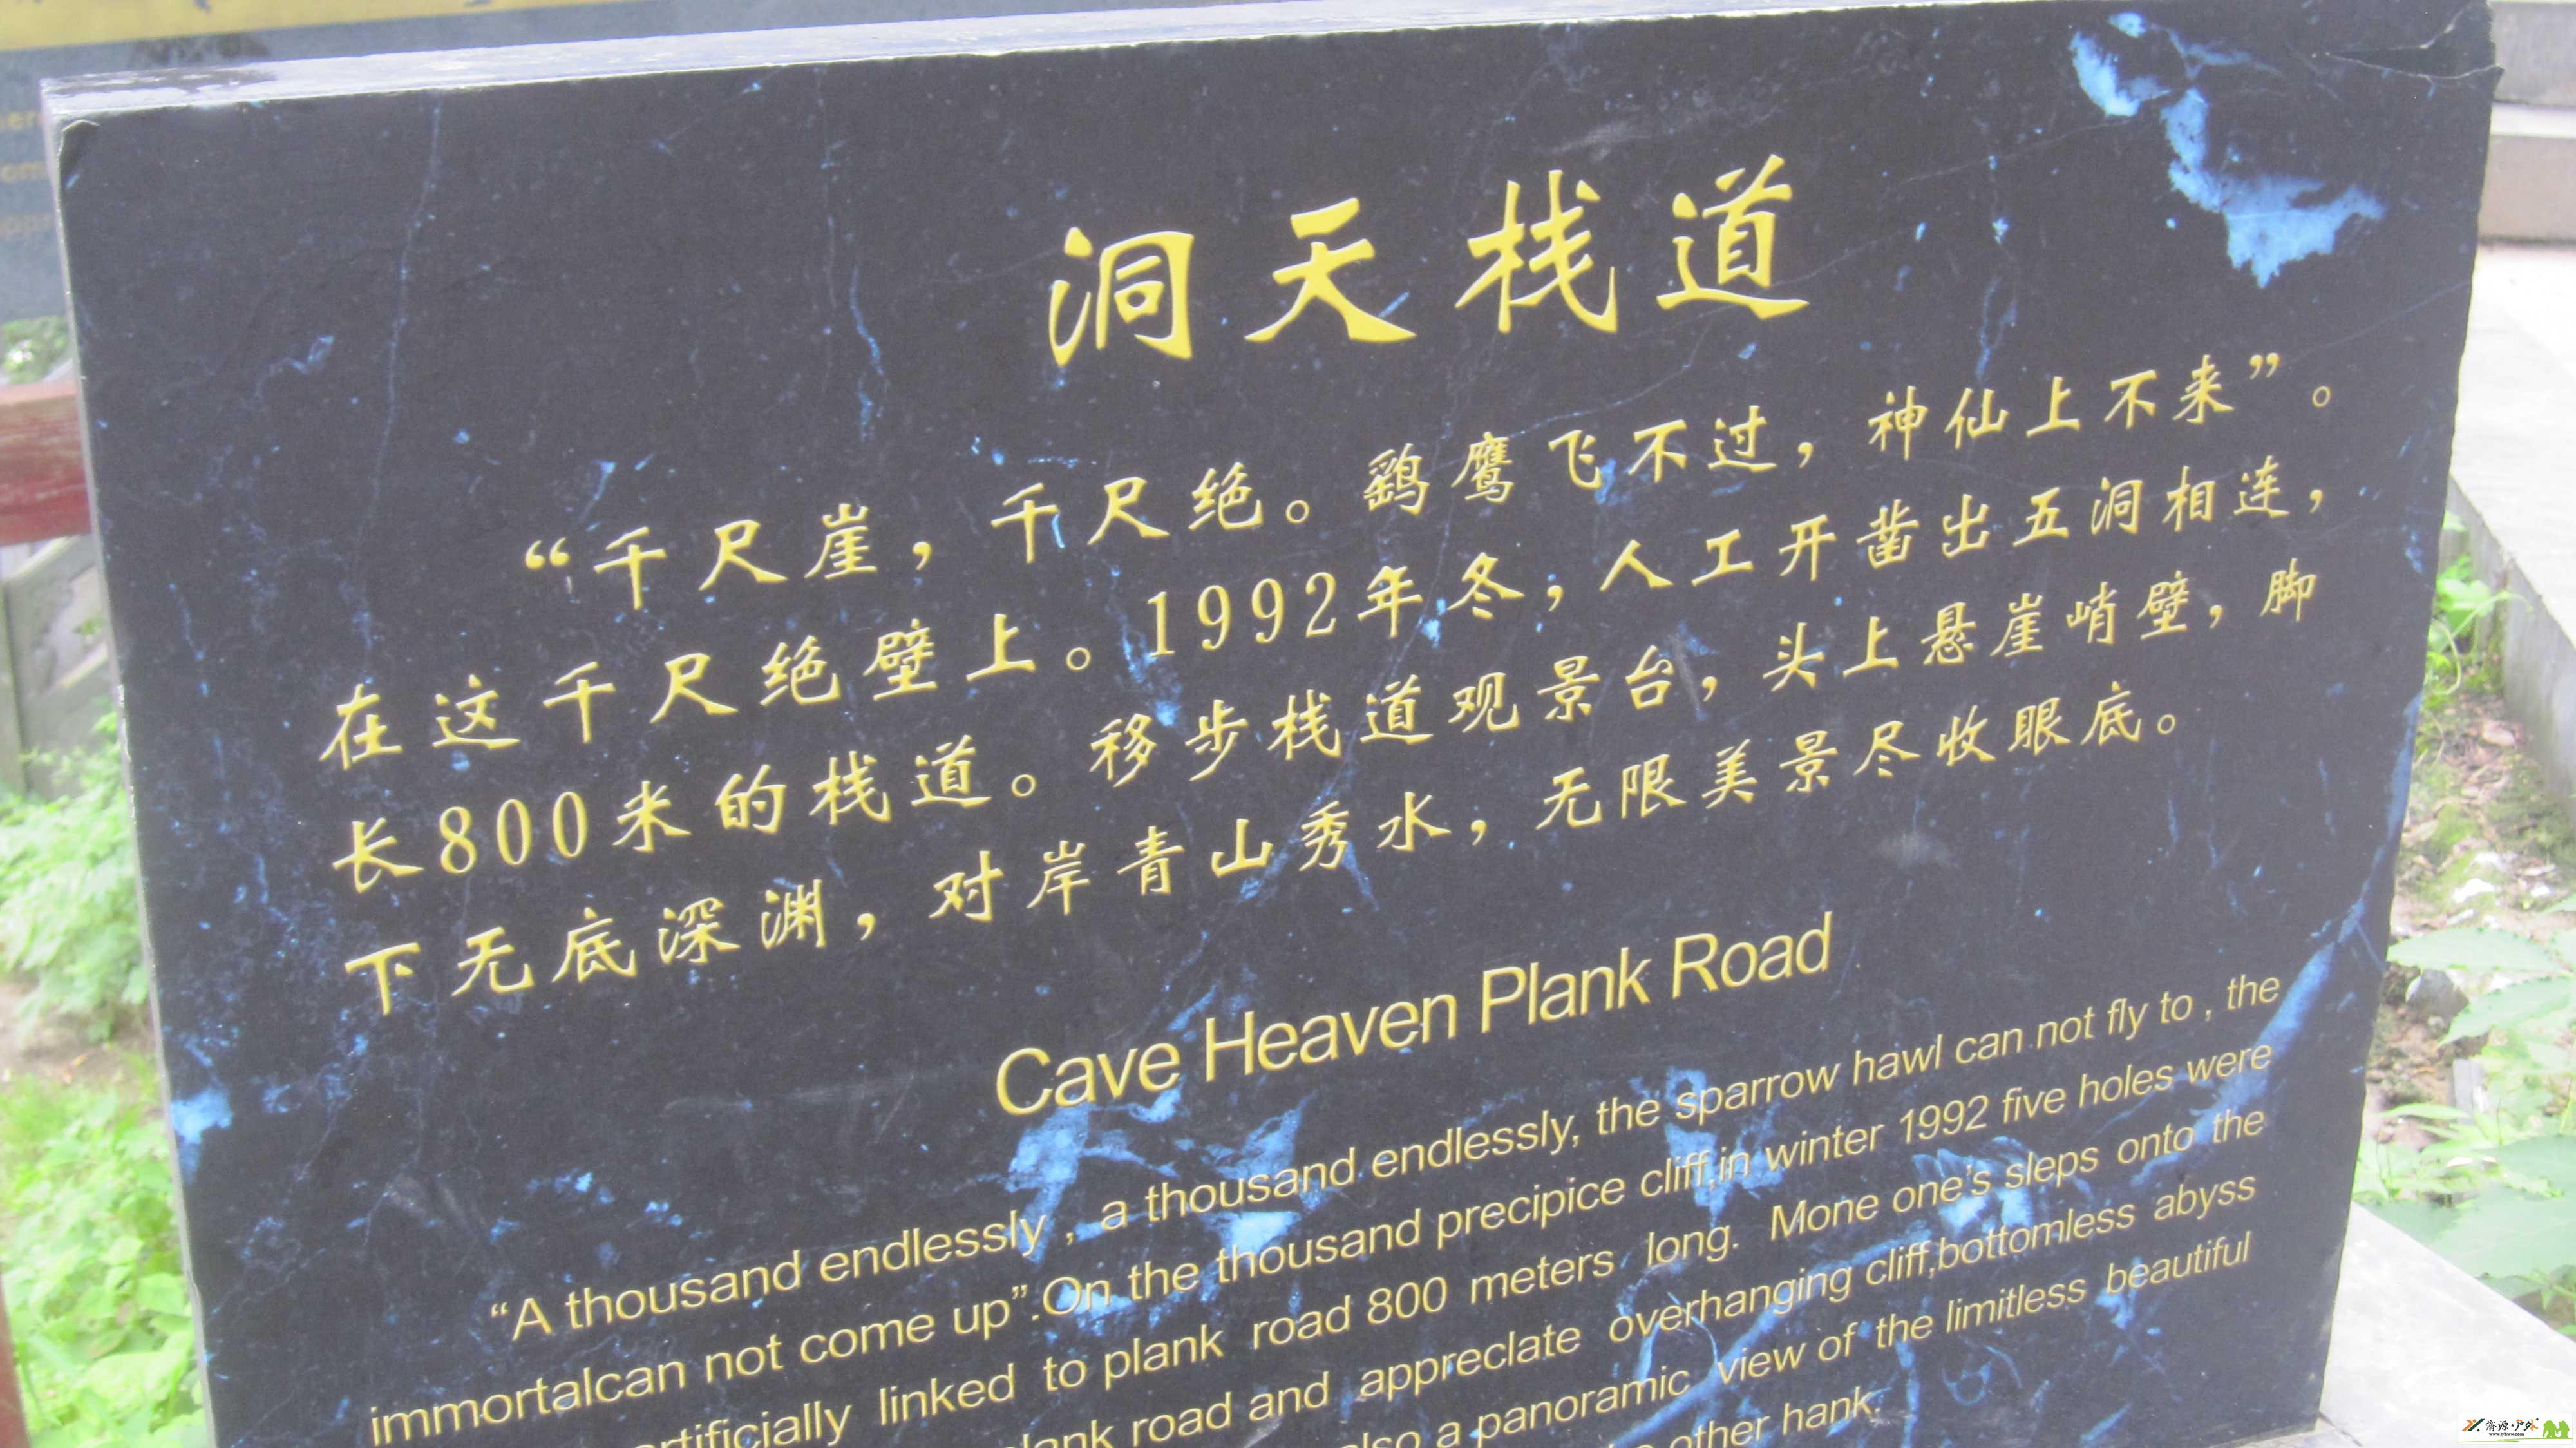 洞天栈道
“千尺崖，千尺绝。鹞鹰飞不过，神仙上不来”。
在这千尺绝壁上。1992年冬，人工开凿出五洞相连，
长800米的栈道。移步栈道观景台，头上悬崖峭壁，脚
下无底深渊，对岸青山秀水，无限美景尽收眼底。
Cave Heaven Plank Road
“A thousand endlessly , a thousand endlessly, the sparrow hawl can not fly to , the
immortalcan not come up”.On the thousand precipice cliff,in winter 1992 five holes were
linked to plank road 800 meters long. Mone one's sleps onto the
road and appreclate overhanging cliff,bottomless abyss
a panoramic view of the limitless beautiful
other hank.
济源·户外